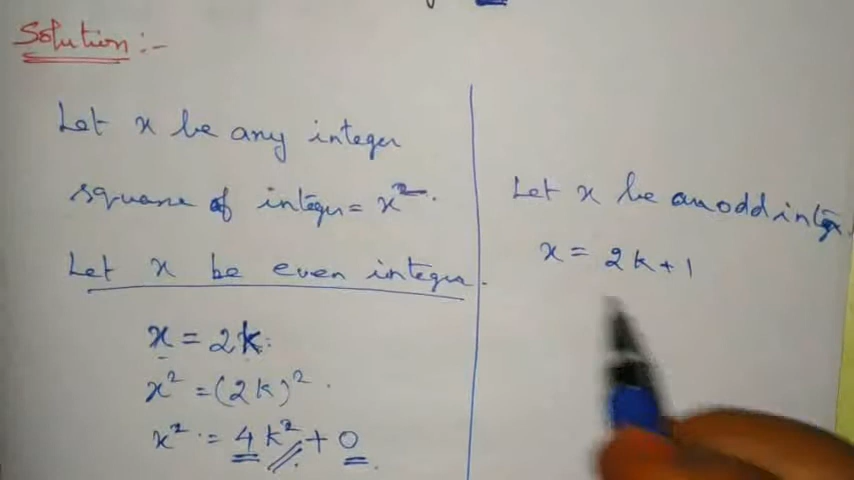 Solution :-
Let x be any integer
square of integer = x².
Let x be even integer.
x = 2k.
x² = (2k)².
x² = 4k² + 0.
Let x be an odd integer.
x = 2k + 1